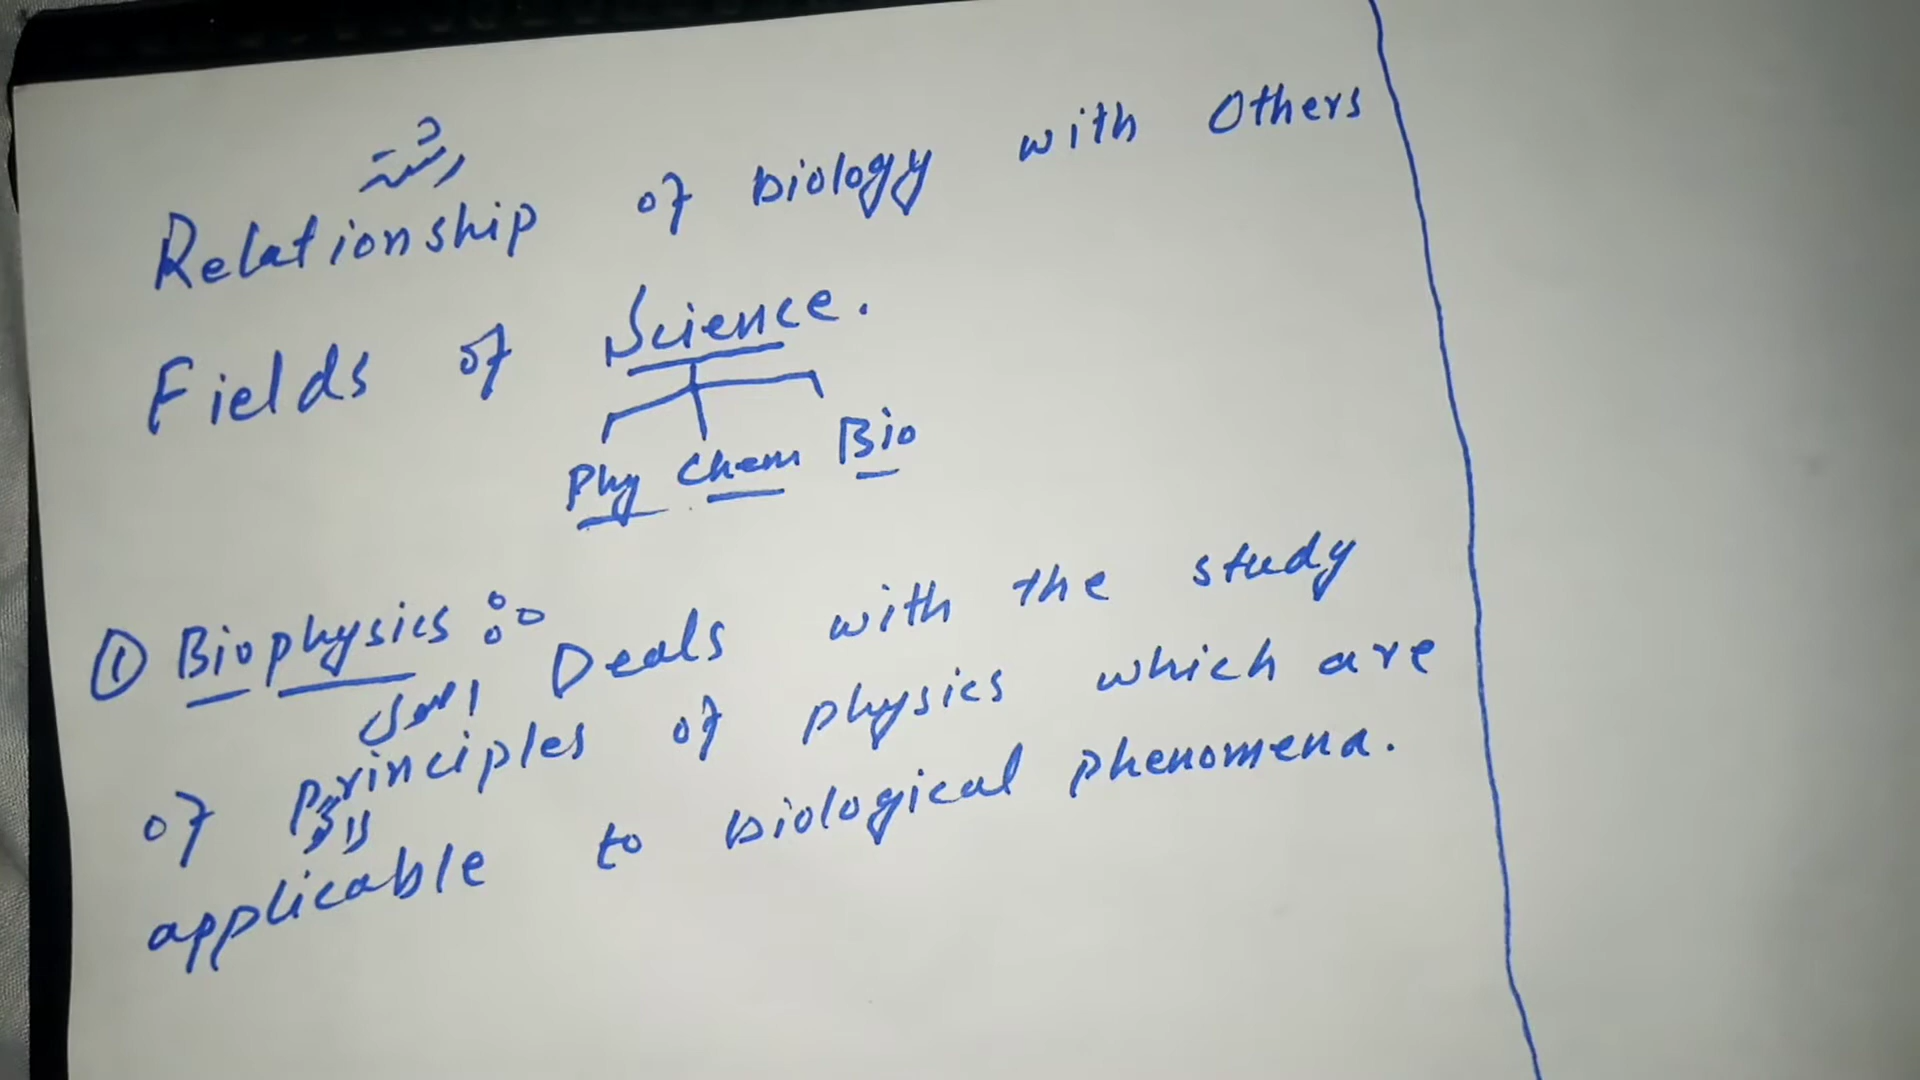 رشتہ
Relationship of biology with Others
Fields of Science.
Phy Chem Bio
① Biophysics :: Deals with the study
اصول
of principles of physics which are
applicable to biological phenomena.